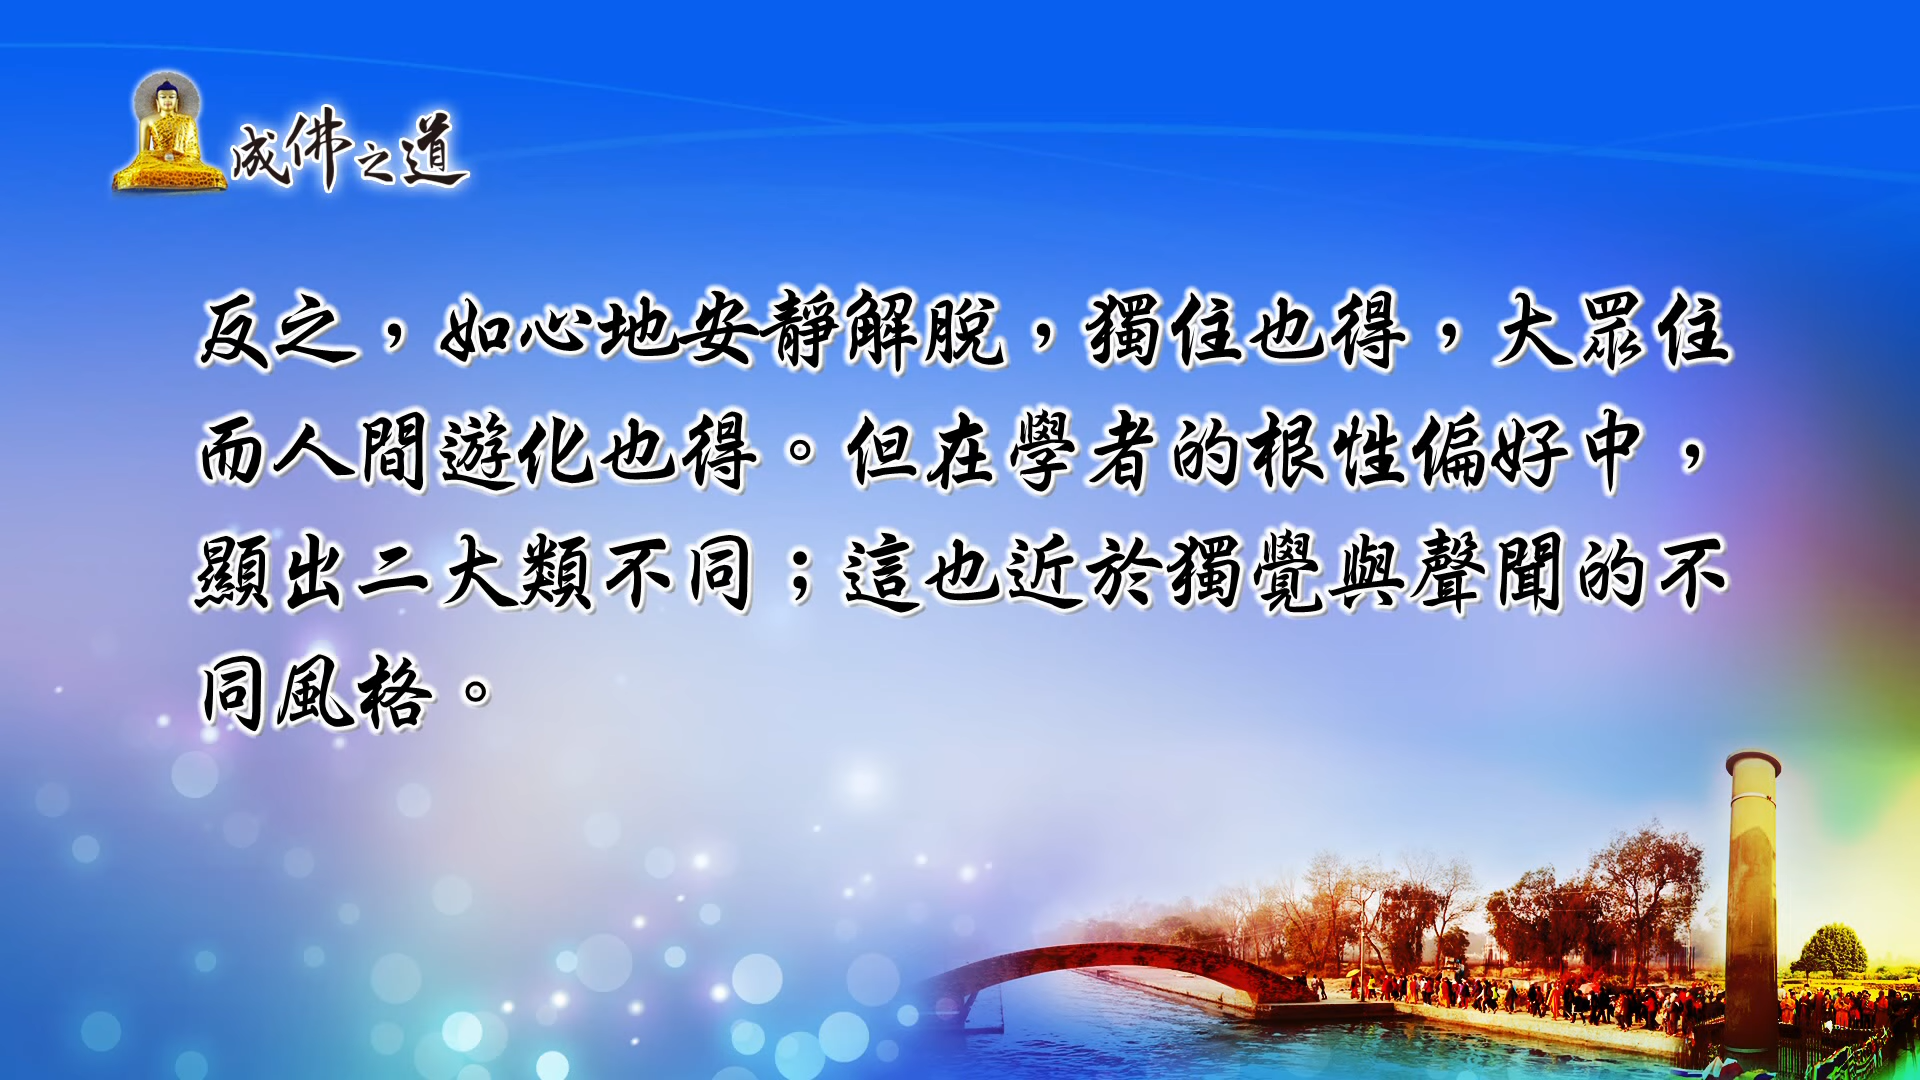 成佛之道
反之，如心地安靜解脫，獨住也得，大眾住
而人間遊化也得。但在學者的根性偏好中，
顯出二大類不同；這也近於獨覺與聲聞的不
同風格。